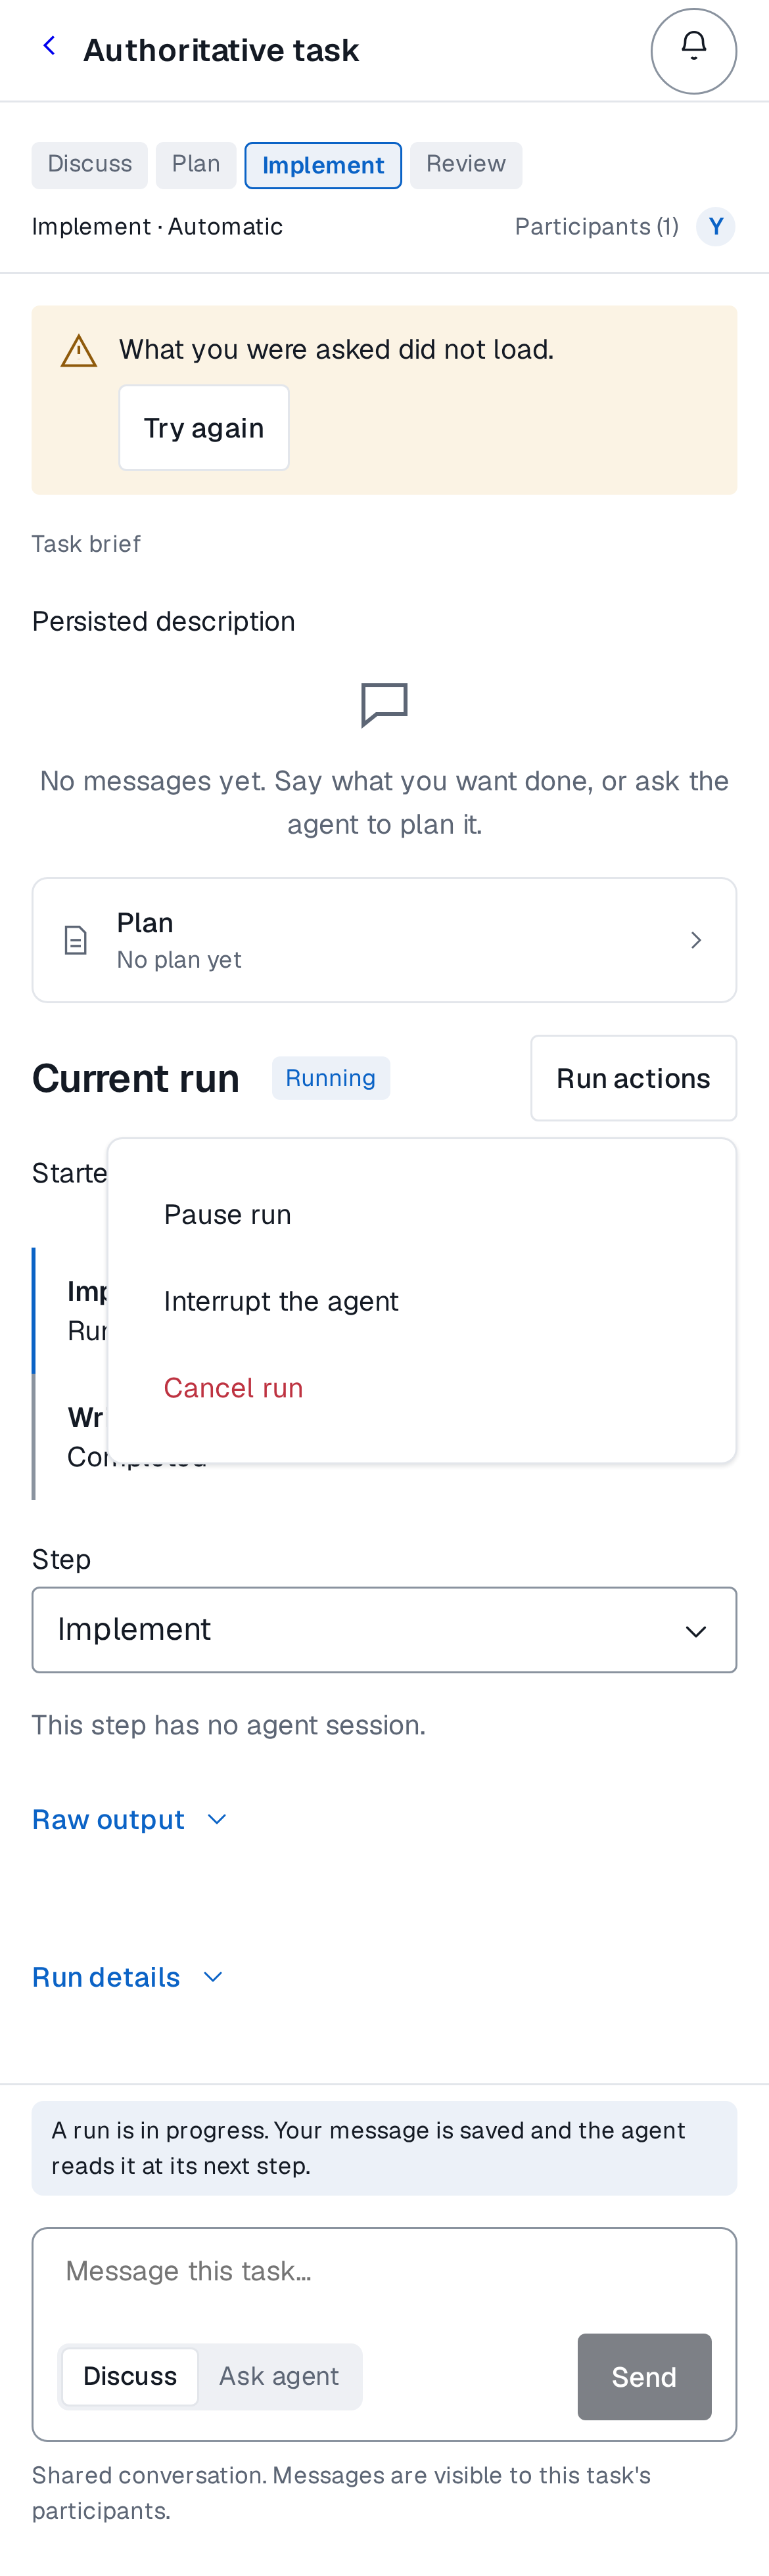 Authoritative task
Discuss
Plan
Implement
Review
Implement · Automatic
Participants (1)
Y
What you were asked did not load.
Try again
Task brief
Persisted description
No messages yet. Say what you want done, or ask the
agent to plan it.
Plan
No plan yet
Current run
Running
Run actions
Pause run
Interrupt the agent
Cancel run
Step
Implement
This step has no agent session.
Raw output
Run details
A run is in progress. Your message is saved and the agent
reads it at its next step.
Message this task...
Discuss
Ask agent
Send
Shared conversation. Messages are visible to this task's
participants.